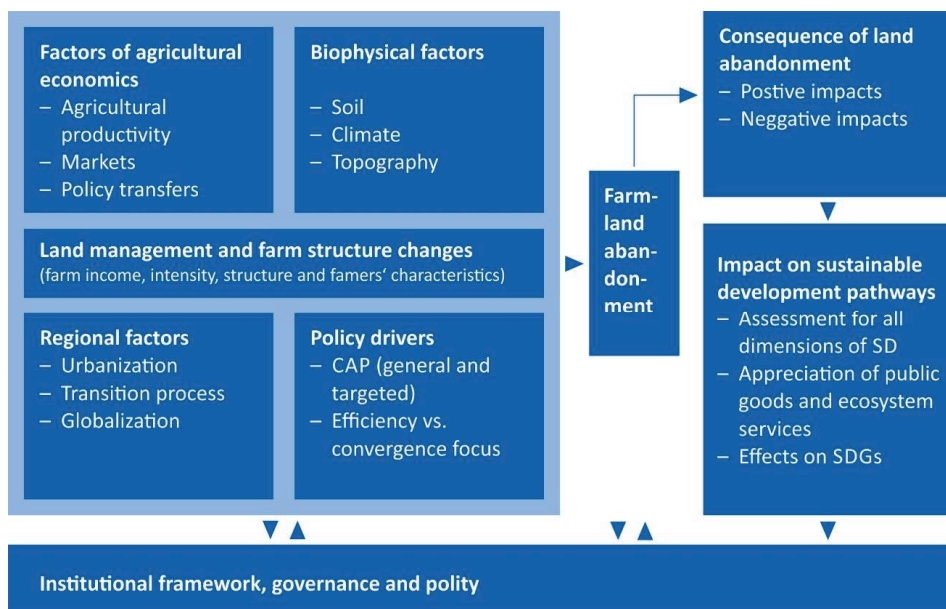 Factors of agricultural
economics
– Agricultural
productivity
– Markets
– Policy transfers
Biophysical factors
– Soil
– Climate
– Topography
Land management and farm structure changes
(farm income, intensity, structure and famers‘ characteristics)
Regional factors
– Urbanization
– Transition process
– Globalization
Policy drivers
– CAP (general and
targeted)
– Efficiency vs.
convergence focus
Farm-
land
aban-
don-
ment
Consequence of land
abandonment
– Postive impacts
– Neggative impacts
Impact on sustainable
development pathways
– Assessment for all
dimensions of SD
– Appreciation of public
goods and ecosystem
services
– Effects on SDGs
Institutional framework, governance and polity